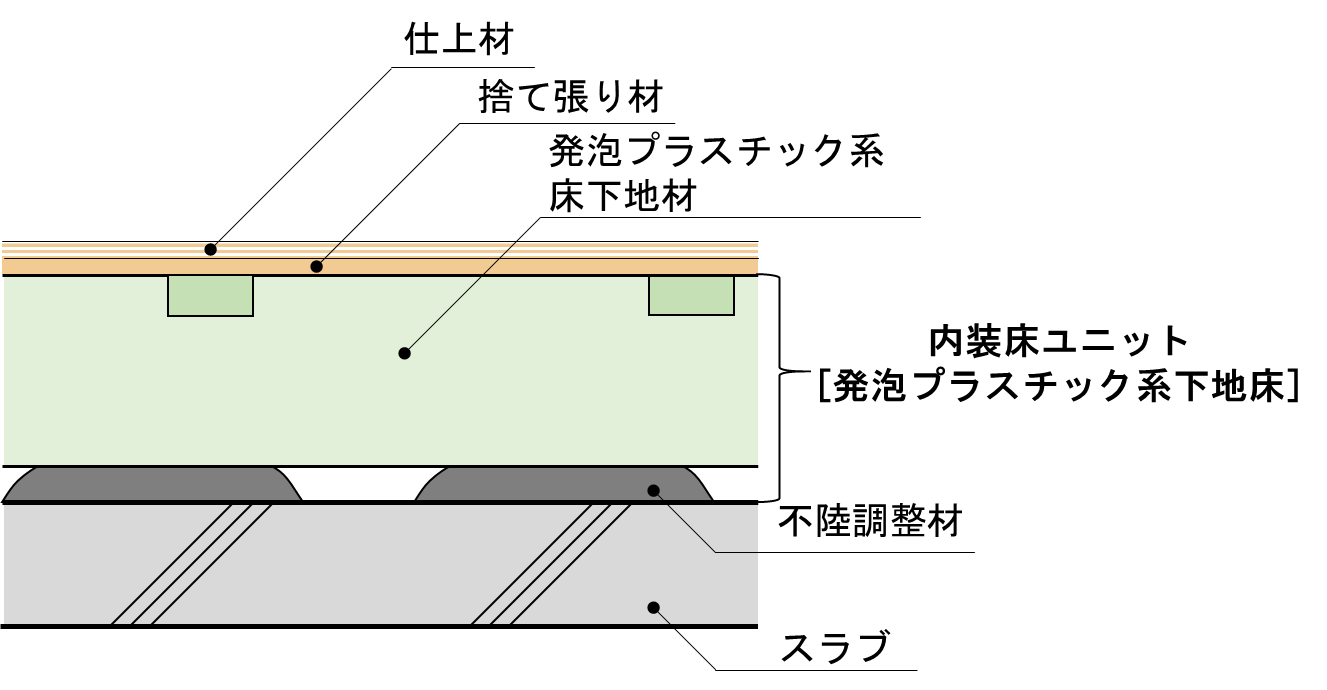 仕上材
捨て張り材
発泡プラスチック系
床下地材
内装床ユニット
[発泡プラスチック系下地床]
不陸調整材
スラブ